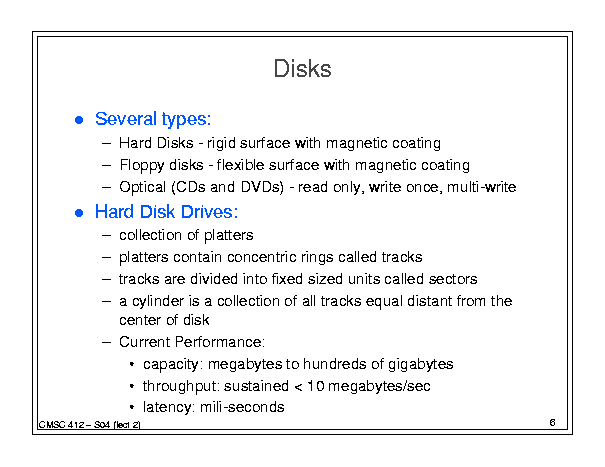 Disks
● Several types:
– Hard Disks - rigid surface with magnetic coating
– Floppy disks - flexible surface with magnetic coating
– Optical (CDs and DVDs) - read only, write once, multi-write
● Hard Disk Drives:
– collection of platters
– platters contain concentric rings called tracks
– tracks are divided into fixed sized units called sectors
– a cylinder is a collection of all tracks equal distant from the
center of disk
– Current Performance:
• capacity: megabytes to hundreds of gigabytes
• throughput: sustained < 10 megabytes/sec
• latency: mili-seconds
CMSC 412 – S04 (lect 2)
6